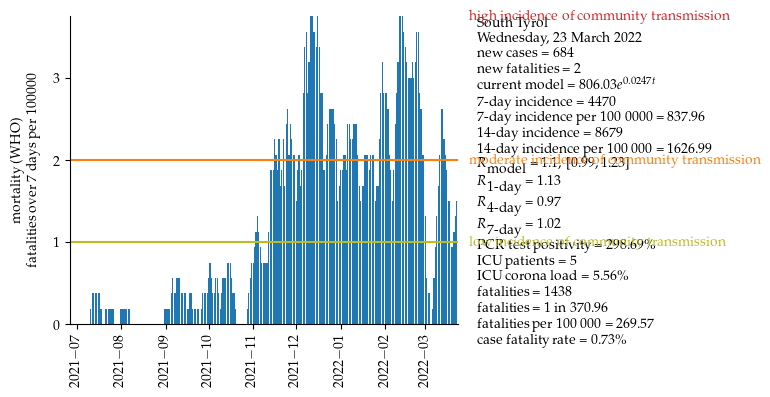 high incidence of community transmission
South Tyrol
Wednesday, 23 March 2022
new cases = 684
new fatalities = 2
current model = 806.03e^0.0247t
7-day incidence = 4470
7-day incidence per 100 0000 = 837.96
14-day incidence = 8679
14-day incidence per 100 000 = 1626.99
moderate incidence of community transmission
R model = 1.1, [0.99, 1.23]
R 1-day = 1.13
R 4-day = 0.97
R 7-day = 1.02
low incidence of community transmission
PCR test positivity = 298.69%
ICU patients = 5
ICU corona load = 5.56%
fatalities = 1438
fatalities = 1 in 370.96
fatalities per 100 000 = 269.57
case fatality rate = 0.73%
mortality (WHO)
fatalities over 7 days per 100000
3
2
1
0
2021-07
2021-08
2021-09
2021-10
2021-11
2021-12
2022-01
2022-02
2022-03